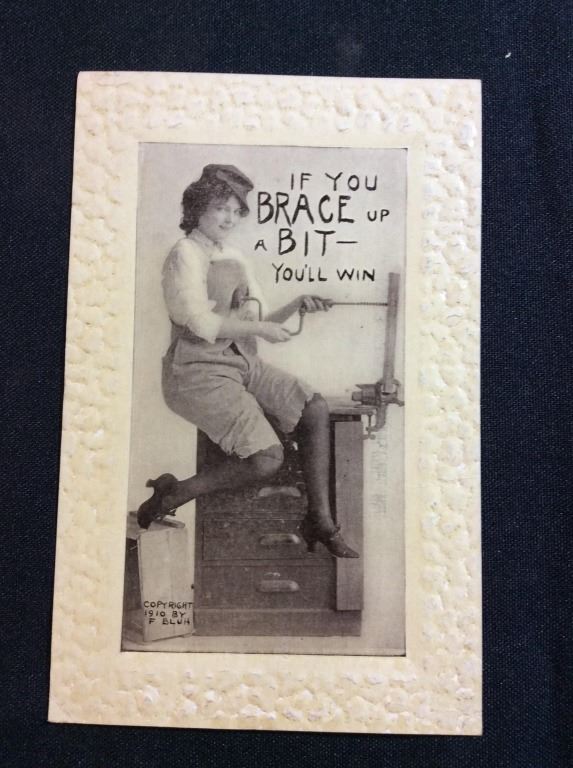 IF YOU
BRACE UP
A BIT—
YOU'LL WIN
COPYRIGHT
1910 BY
F BLUH